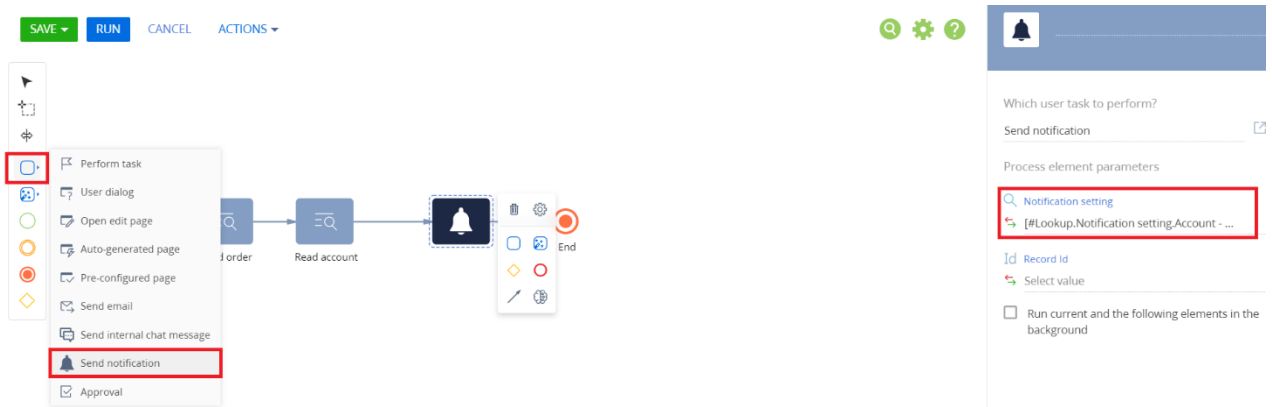 SAVE
RUN
CANCEL
ACTIONS
Perform task
User dialog
Open edit page
Auto-generated page
Pre-configured page
Send email
Send internal chat message
Send notification
Approval
order
Read account
End
Which user task to perform?
Send notification
Process element parameters
Notification setting
[#Lookup.Notification setting.Account - ...
Id Record Id
Select value
Run current and the following elements in the
background